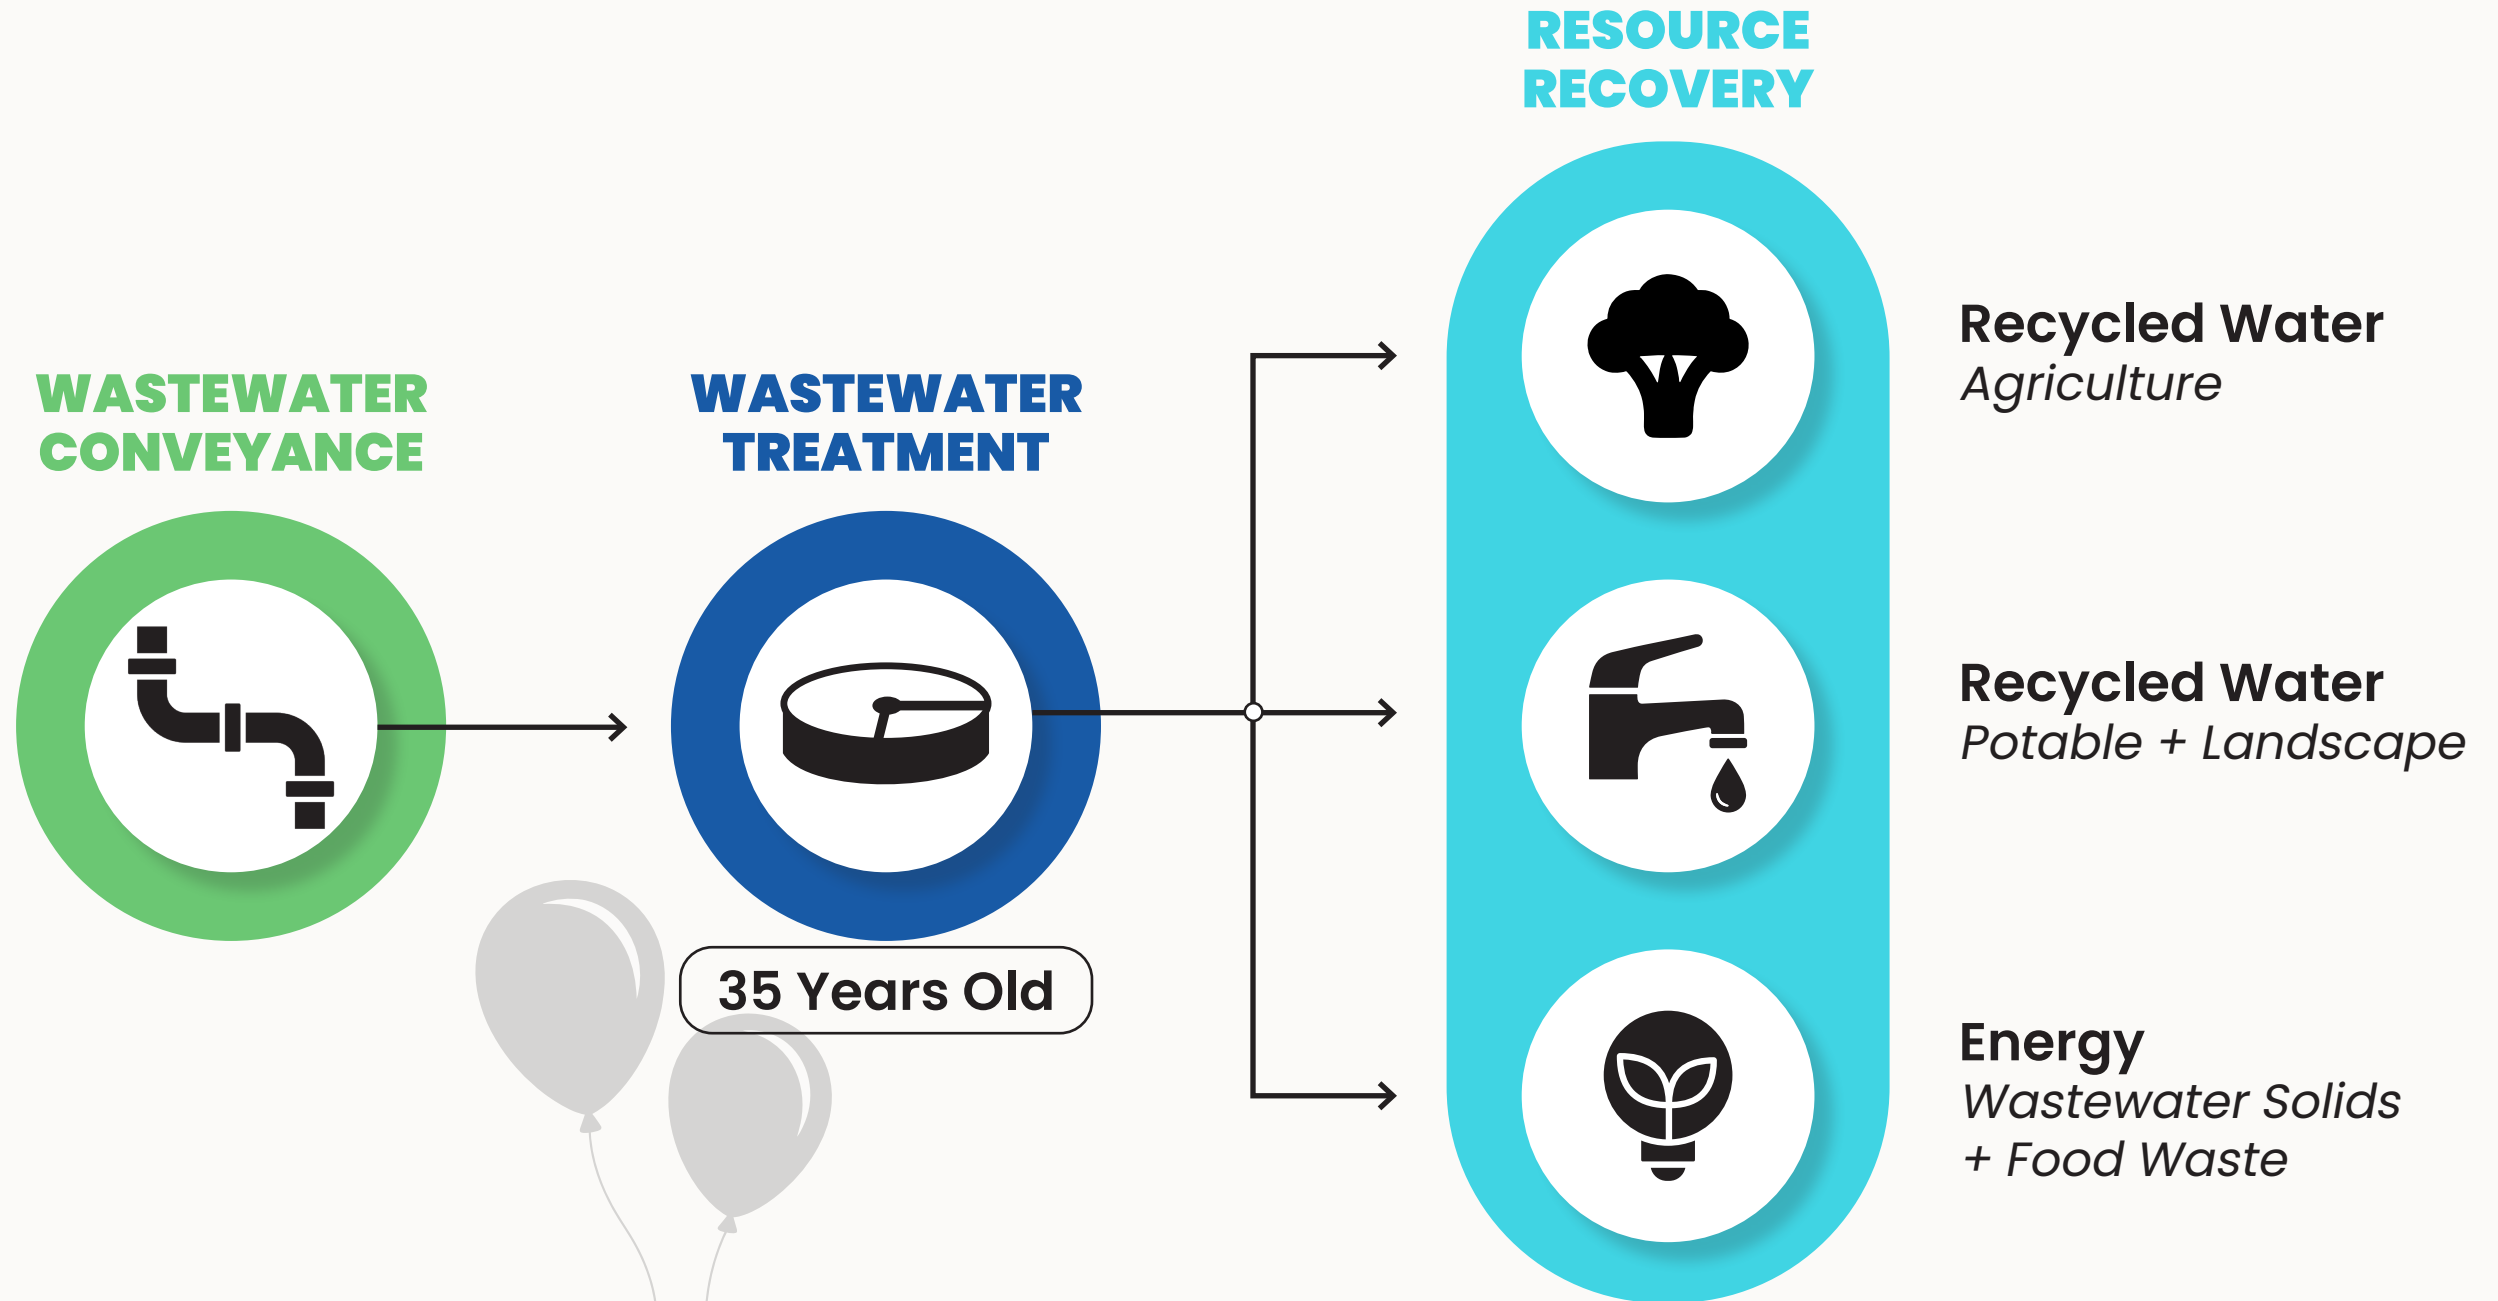 RESOURCE
RECOVERY
WASTEWATER
CONVEYANCE
WASTEWATER
TREATMENT
35 Years Old
Recycled Water
Agriculture
Recycled Water
Potable + Landscape
Energy
Wastewater Solids
+ Food Waste